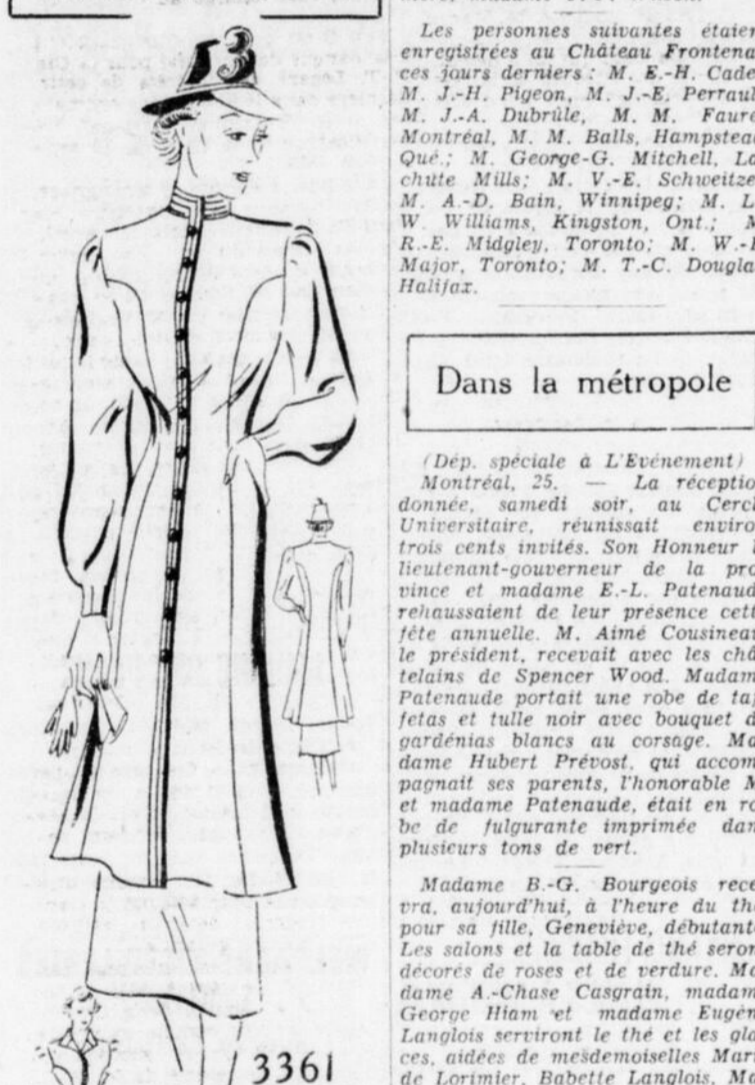 3361
Les personnes suivantes étaien
enregistrées au Château Frontena
ces jours derniers : M. E.-H. Cade
M. J.-H. Pigeon, M. J.-E. Perraul
M. J.-A. Dubrûle, M. M. Faure
Montréal, M. M. Balls, Hampstead
Qué.; M. George-G. Mitchell, La
chute Mills; M. V.-E. Schweitze
M. A.-D. Bain, Winnipeg; M. L.
W. Williams, Kingston, Ont.; M
R.-E. Midgley, Toronto; M. W.-
Major, Toronto; M. T.-C. Dougla
Halifax.
Dans la métropole
(Dép. spéciale à L'Evénement)
Montréal, 25. — La réceptio
donnée, samedi soir, au Cercl
Universitaire, réunissait enviro
trois cents invités. Son Honneur l
lieutenant-gouverneur de la pro
vince et madame E.-L. Patenaud
rehaussaient de leur présence cett
fête annuelle. M. Aimé Cousineau
le président, recevait avec les châ
telains de Spencer Wood. Madam
Patenaude portait une robe de taf
fetas et tulle noir avec bouquet d
gardénias blancs au corsage. Ma
dame Hubert Prévost, qui accom
pagnait ses parents, l'honorable M
et madame Patenaude, était en ro
be de fulgurante imprimée dan
plusieurs tons de vert.
Madame B.-G. Bourgeois rece
vra, aujourd'hui, à l'heure du thé
pour sa fille, Geneviève, débutante
Les salons et la table de thé seron
décorés de roses et de verdure. Ma
dame A.-Chase Casgrain, madam
George Hiam et madame Eugèn
Langlois serviront le thé et les gla
ces, aidées de mesdemoiselles Mari
de Lorimier, Babette Langlois, M